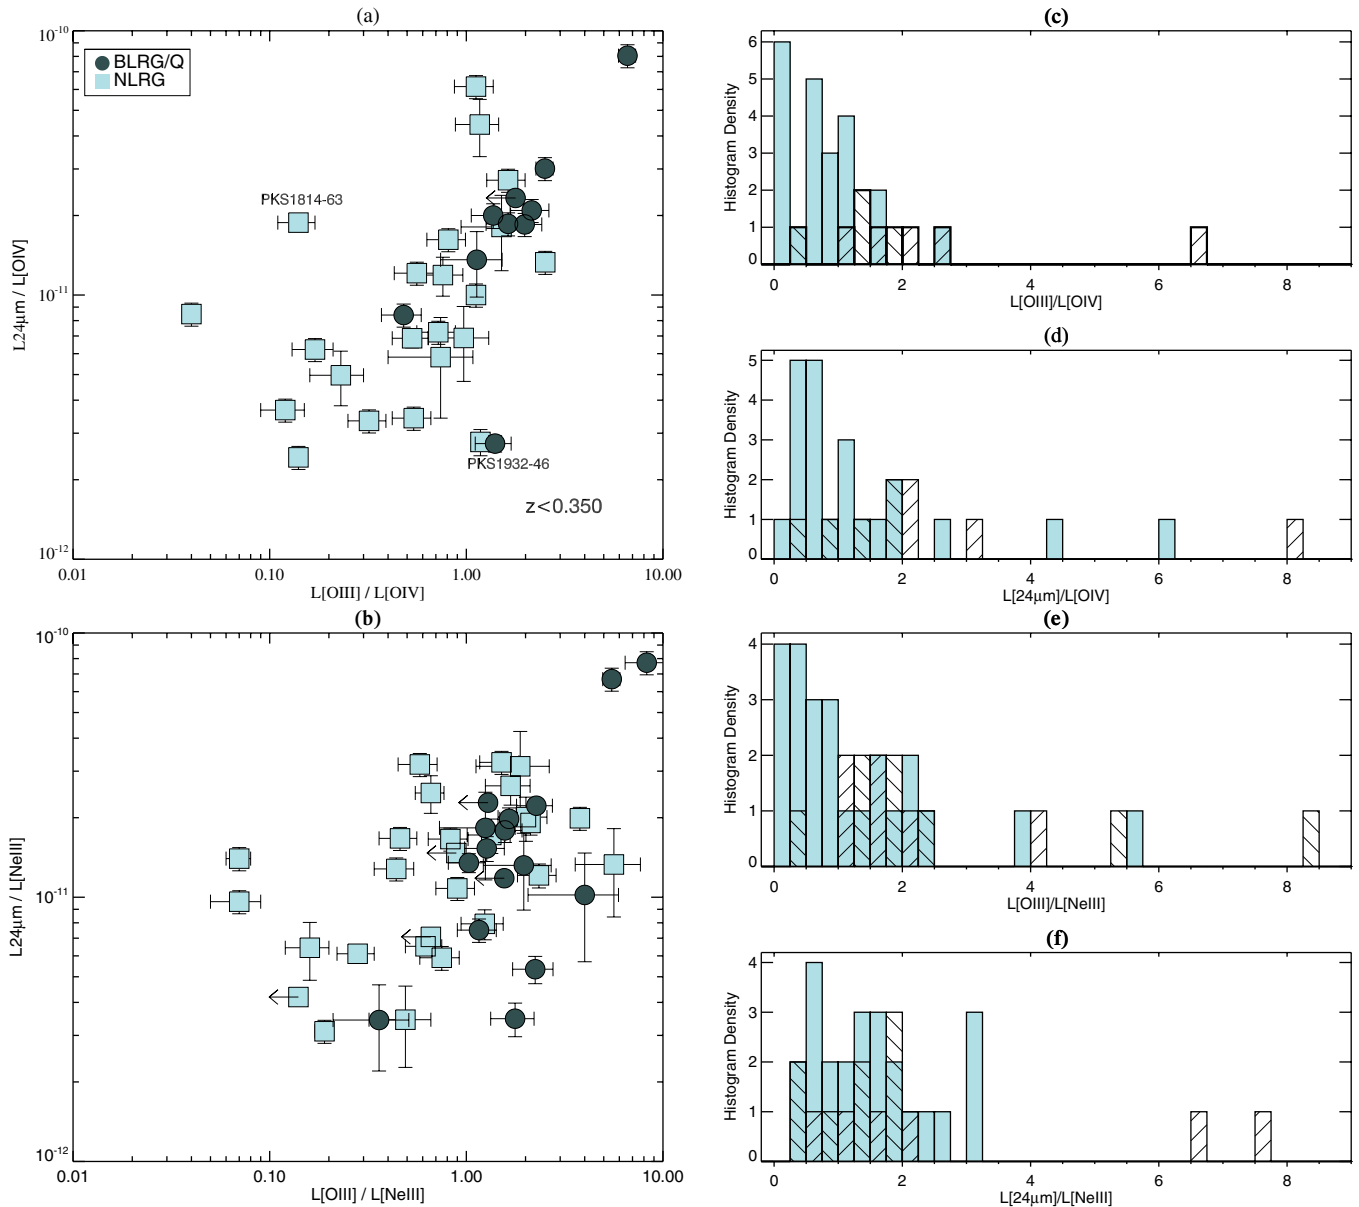 (a)
10^-10
BLRG/Q
NLRG
PKS1814-63
L24μm / L[OIV]
10^-11
PKS1932-46
z<0.350
10^-12
0.01
0.10
1.00
10.00
L[OIII] / L[OIV]
(b)
10^-10
L24μm / L[NeIII]
10^-11
10^-12
0.01
0.10
1.00
10.00
L[OIII] / L[NeIII]
(c)
6
5
4
3
2
1
0
Histogram Density
0
2
4
6
8
L[OIII]/L[OIV]
(d)
5
4
3
2
1
0
Histogram Density
0
2
4
6
8
L[24μm]/L[OIV]
(e)
4
3
2
1
0
Histogram Density
0
2
4
6
8
L[OIII]/L[NeIII]
(f)
4
3
2
1
0
Histogram Density
0
2
4
6
8
L[24μm]/L[NeIII]